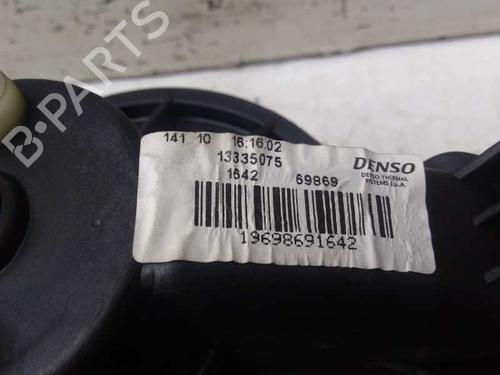 141 10 16:16.02
13335075
1642 69869
DENSO
DENSO THERMAL
SYSTEMS S.p.A.
19698691642
B-PARTS